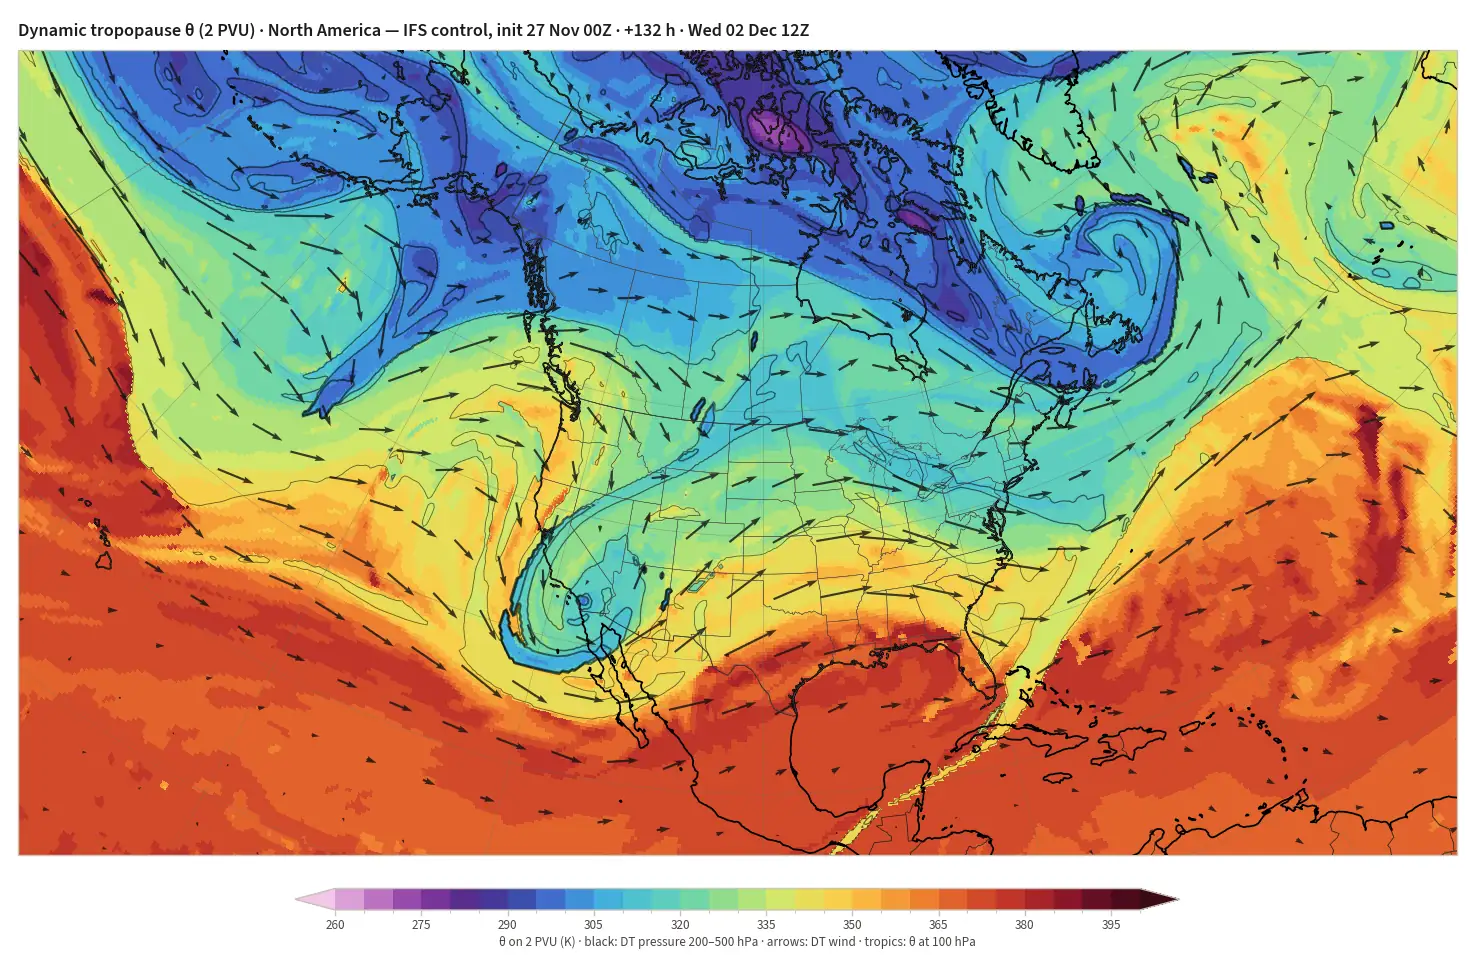 Dynamic tropopause θ (2 PVU) · North America — IFS control, init 27 Nov 00Z · +132 h · Wed 02 Dec 12Z
260 275 290 305 320 335 350 365 380 395
θ on 2 PVU (K) · black: DT pressure 200–500 hPa · arrows: DT wind · tropics: θ at 100 hPa